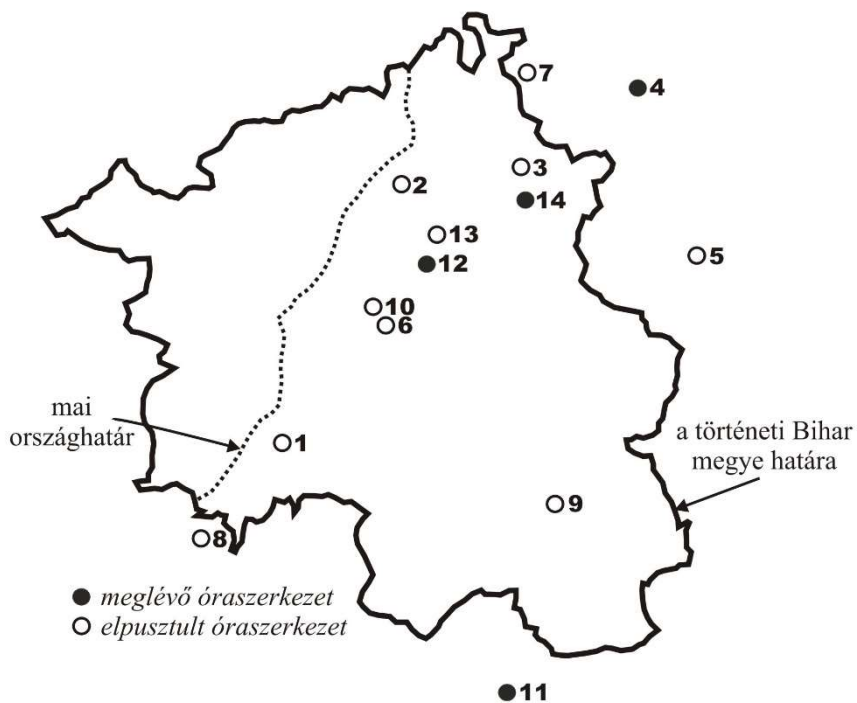 7
4
3
2
14
13
12
5
10
6
mai
országhatár
1
a történeti Bihar
megye határa
9
8
meglévő óraszerkezet
elpusztult óraszerkezet
11